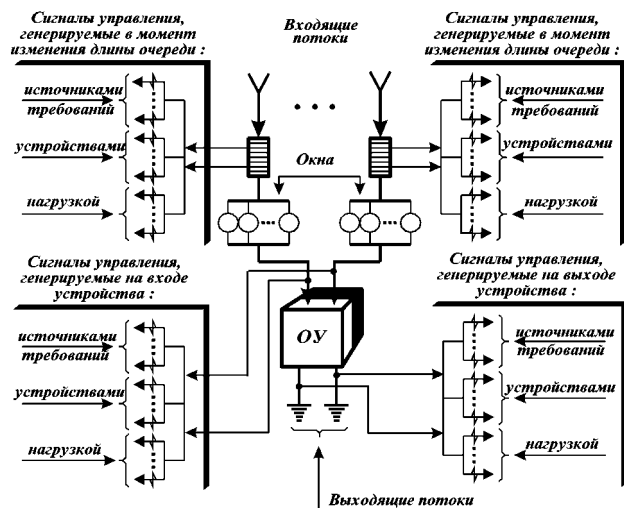 Сигналы управления,
генерируемые в момент
изменения длины очереди :
источниками
требований
устройствами
нагрузкой
Входящие
потоки
Окна
Сигналы управления,
генерируемые в момент
изменения длины очереди :
источниками
требований
устройствами
нагрузкой
Сигналы управления,
генерируемые на входе
устройства :
источниками
требований
устройствами
нагрузкой
ОУ
Сигналы управления,
генерируемые на выходе
устройства :
источниками
требований
устройствами
нагрузкой
Выходящие потоки